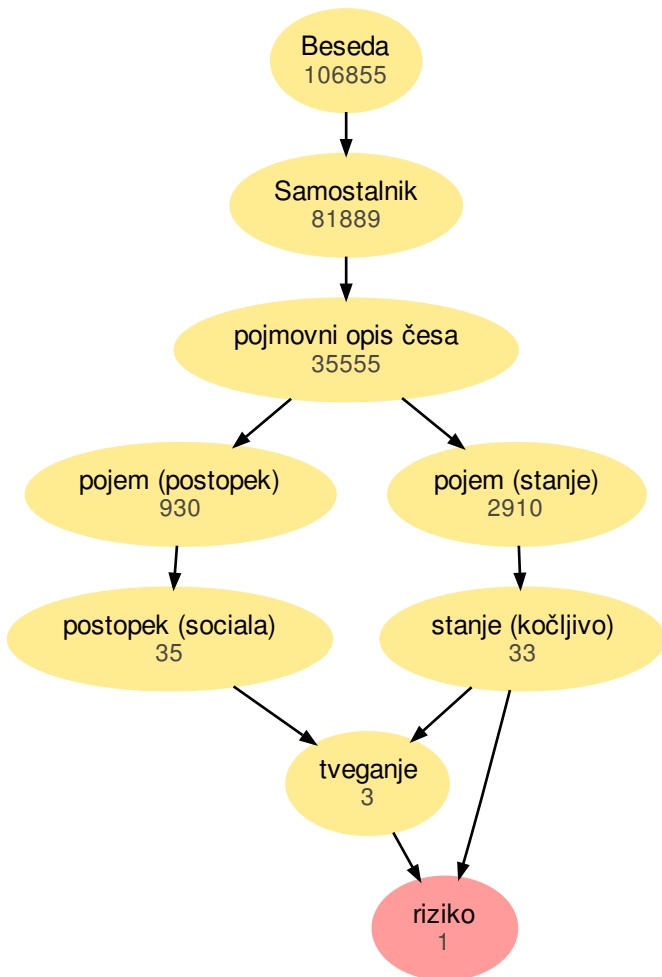 Beseda
106855
Samostalnik
81889
pojmovni opis česa
35555
pojem (postopek)
930
pojem (stanje)
2910
postopek (sociala)
35
stanje (kočljivo)
33
tveganje
3
riziko
1